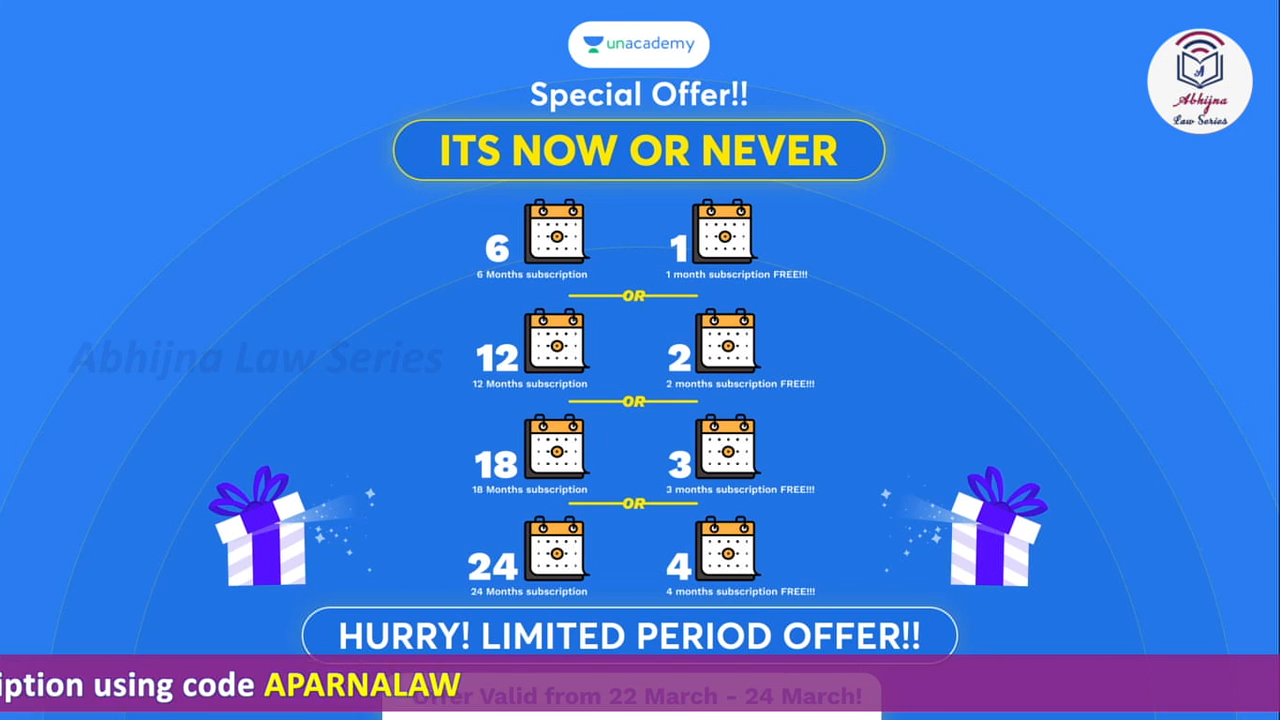 unacademy
Special Offer!!
ITS NOW OR NEVER
A
Abhijna
Law Series
6
1
6 Months subscription
1 month subscription FREE!!!
OR
12
2
12 Months subscription
2 months subscription FREE!!!
OR
Abhijna Law Series
18
3
18 Months subscription
3 months subscription FREE!!!
OR
24
4
24 Months subscription
4 months subscription FREE!!!
HURRY! LIMITED PERIOD OFFER!!
iption using code APARNALAW
Offer Valid from 22 March - 24 March!